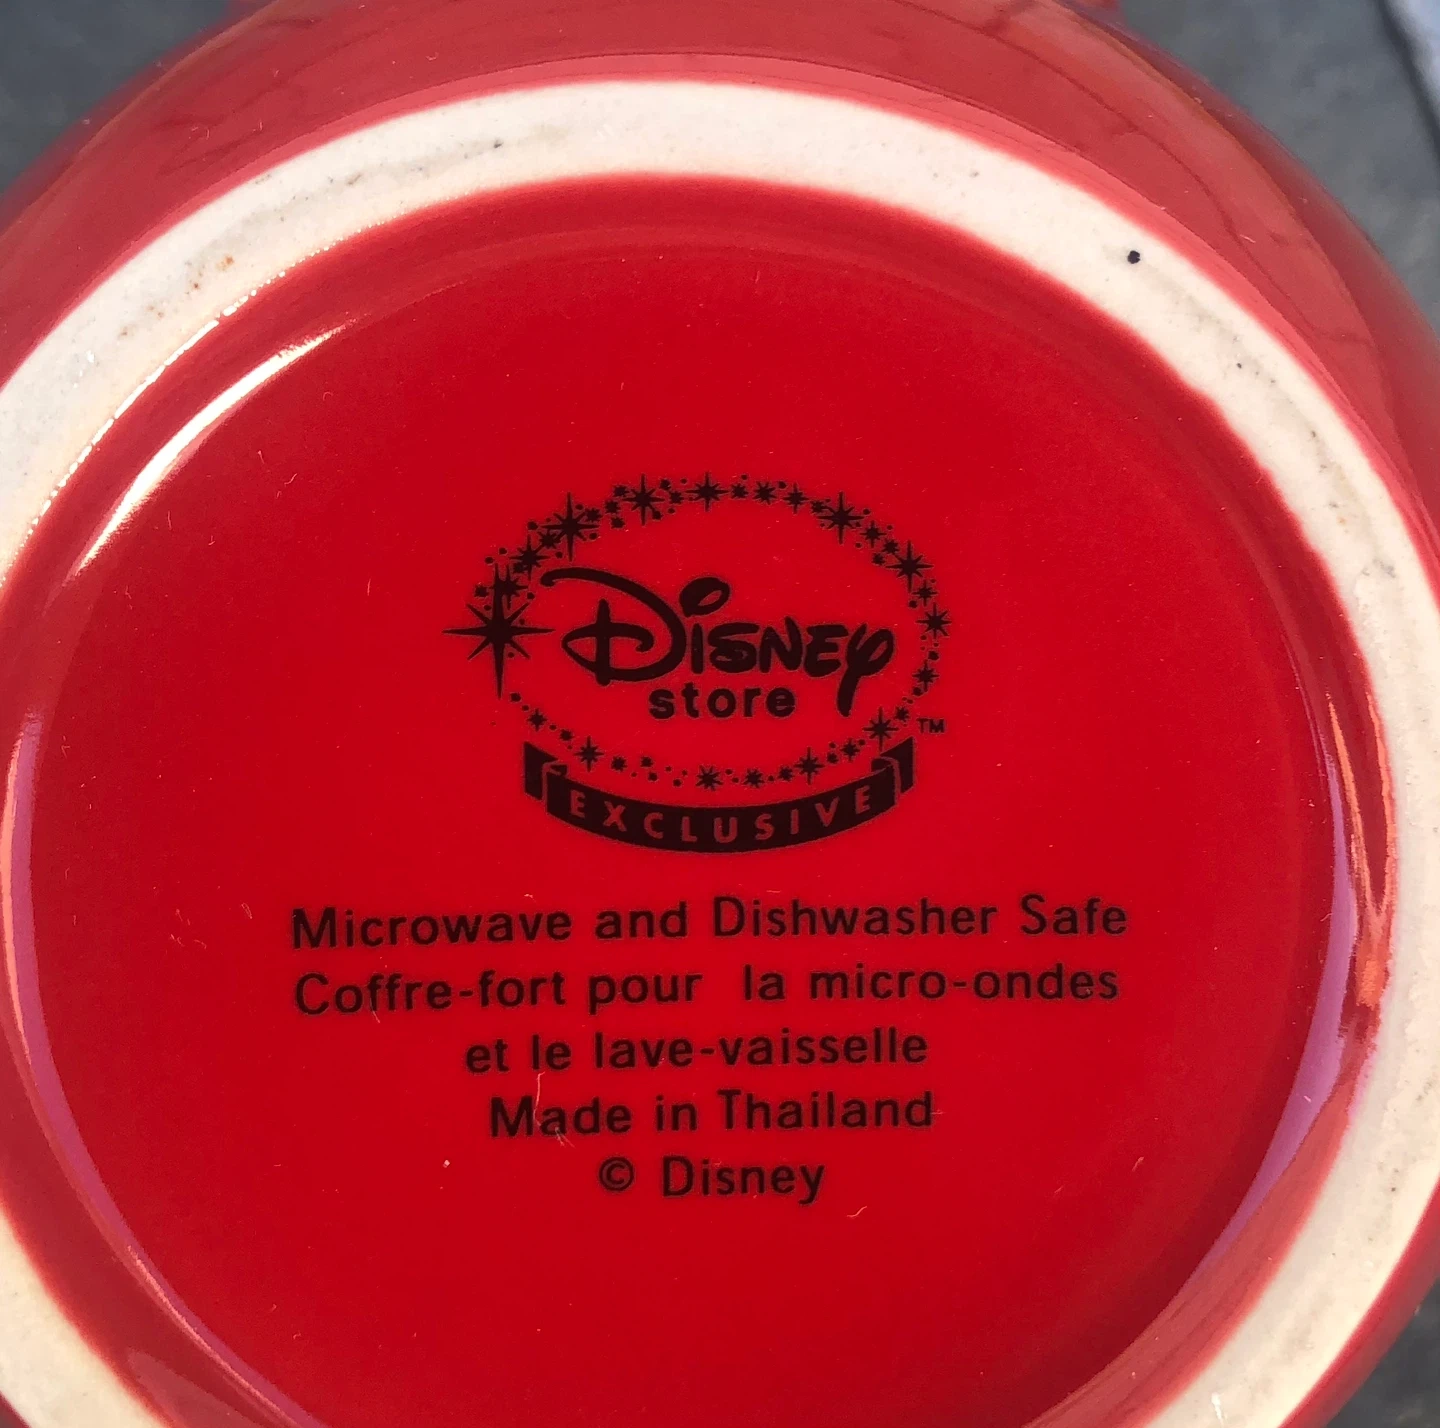 Disney
store
TM
EXCLUSIVE
Microwave and Dishwasher Safe
Coffre-fort pour la micro-ondes
et le lave-vaisselle
Made in Thailand
© Disney